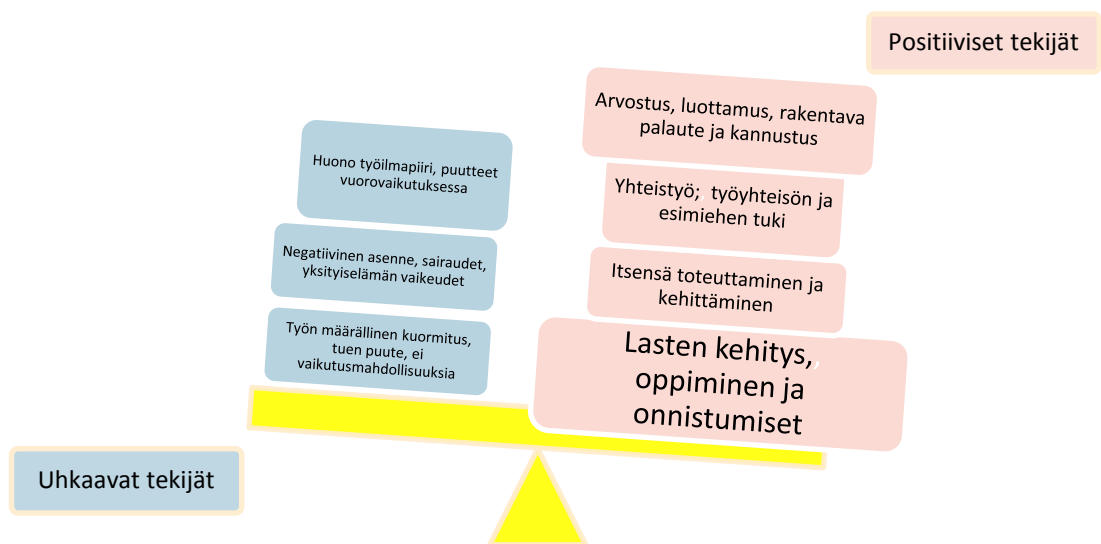 Positiiviset tekijät
Arvostus, luottamus, rakentava
palaute ja kannustus
Huono työilmapiiri, puutteet
vuorovaikutuksessa
Yhteistyö; työyhteisön ja
esimiehen tuki
Negatiivinen asenne, sairaudet,
yksityiselämän vaikeudet
Itsensä toteuttaminen ja
kehittäminen
Työn määrällinen kuormitus,
tuen puute, ei
vaikutusmahdollisuuksia
Lasten kehitys,
oppiminen ja
onnistumiset
Uhkaavat tekijät